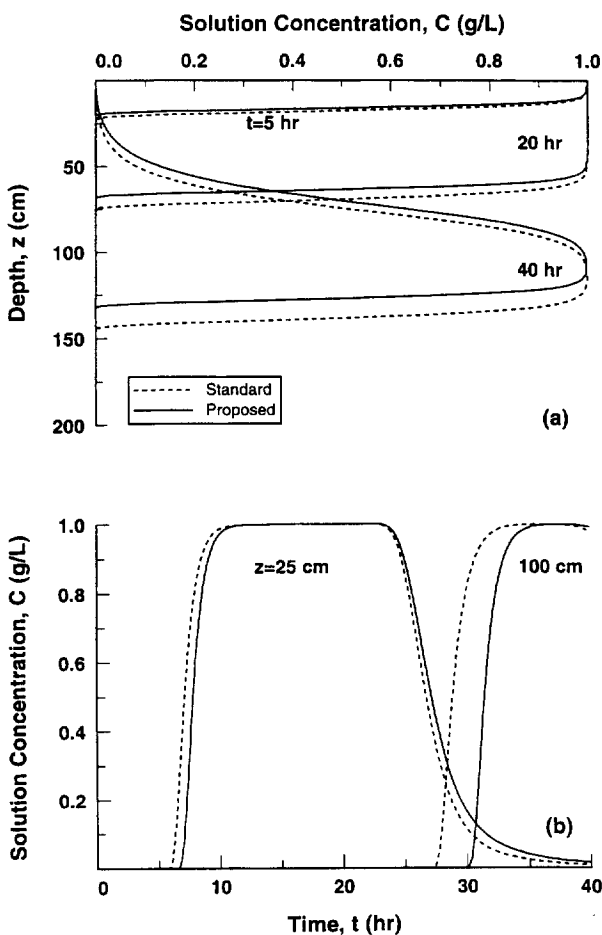 Solution Concentration, C (g/L)
0.0 0.2 0.4 0.6 0.8 1.0
t=5 hr
20 hr
50
100
40 hr
150
200
Depth, z (cm)
Standard
Proposed
(a)
1.0
0.8
0.6
0.4
0.2
Solution Concentration, C (g/L)
z=25 cm
100 cm
(b)
0 10 20 30 40
Time, t (hr)